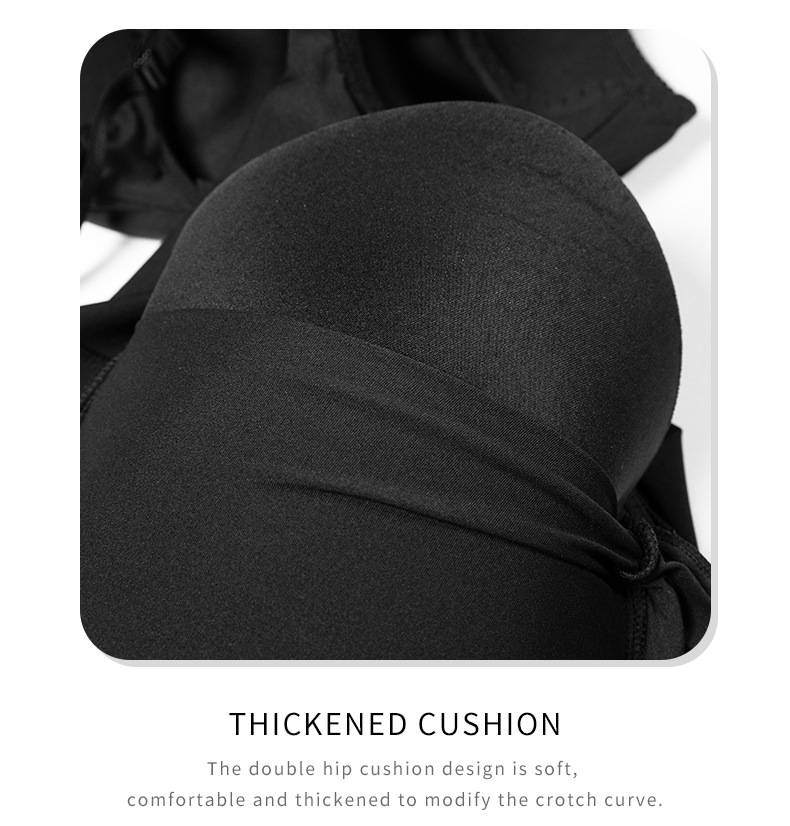 THICKENED CUSHION
The double hip cushion design is soft,
comfortable and thickened to modify the crotch curve.